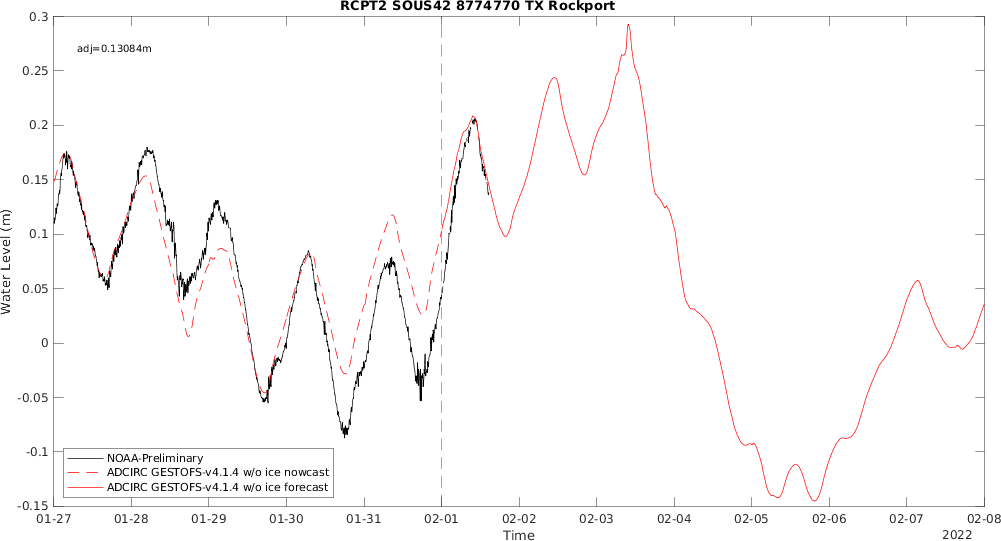 RCPT2 SOUS42 8774770 TX Rockport
adj=0.13084m
Water Level (m)
0.3
0.25
0.2
0.15
0.1
0.05
0
-0.05
-0.1
-0.15
NOAA-Preliminary
ADCIRC GESTOFS-v4.1.4 w/o ice nowcast
ADCIRC GESTOFS-v4.1.4 w/o ice forecast
01-27 01-28 01-29 01-30 01-31 02-01 02-02 02-03 02-04 02-05 02-06 02-07 02-08
Time
2022